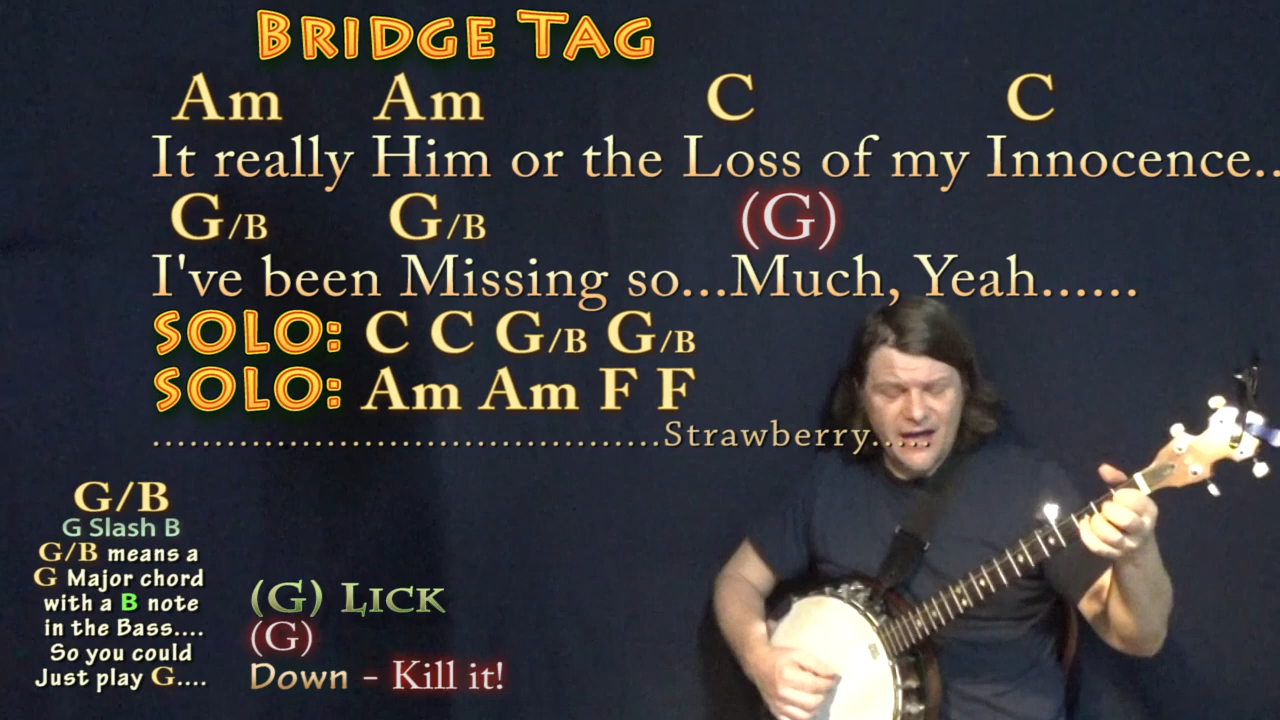 BRIDGE TAG
Am Am C C
It really Him or the Loss of my Innocence..
G/B G/B (G)
I've been Missing so...Much, Yeah......
SOLO: C C G/B G/B
SOLO: Am Am F F
.........................................Strawberry.....
G/B
G Slash B
G/B means a
G Major chord
with a B note
in the Bass....
So you could
Just play G....
(G) LICK
(G)
Down - Kill it!